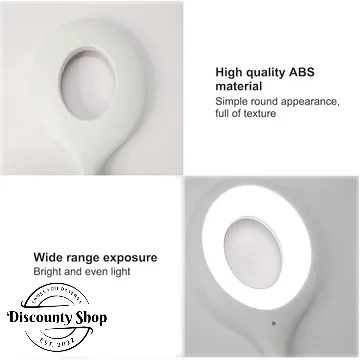 High quality ABS
material
Simple round appearance,
full of texture
Wide range exposure
Bright and even light
Discounty Shop
EST. 2022